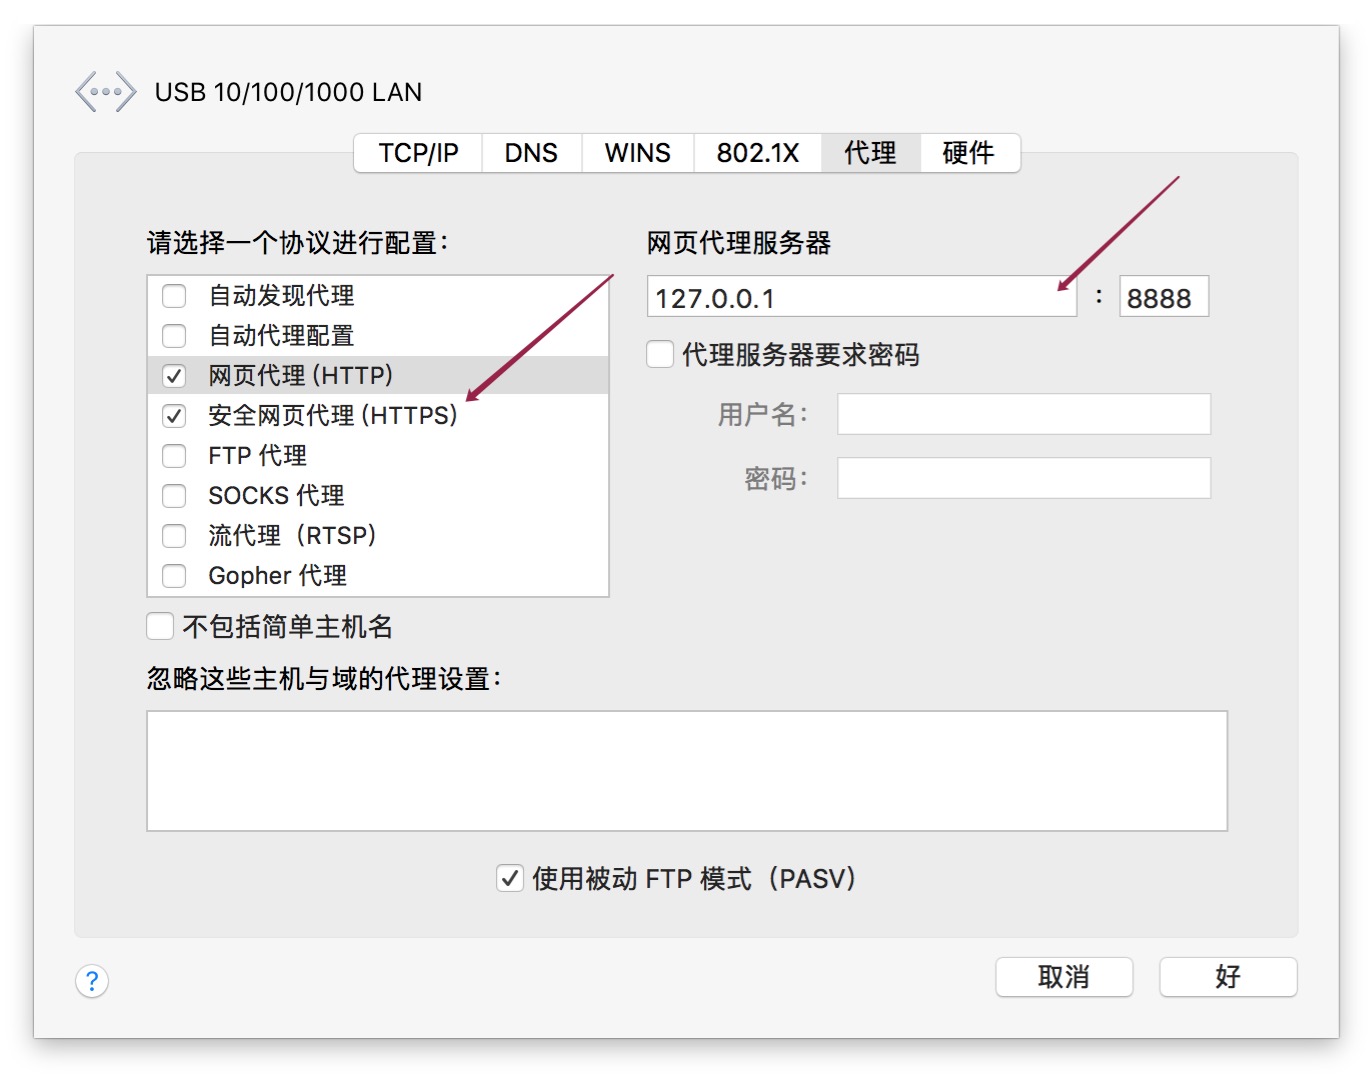 USB 10/100/1000 LAN
TCP/IP DNS WINS 802.1X 代理 硬件
请选择一个协议进行配置：
自动发现代理
自动代理配置
网页代理 (HTTP)
安全网页代理 (HTTPS)
FTP 代理
SOCKS 代理
流代理（RTSP）
Gopher 代理
不包括简单主机名
网页代理服务器
127.0.0.1 : 8888
代理服务器要求密码
用户名：
密码：
忽略这些主机与域的代理设置：
使用被动 FTP 模式（PASV）
? 取消 好